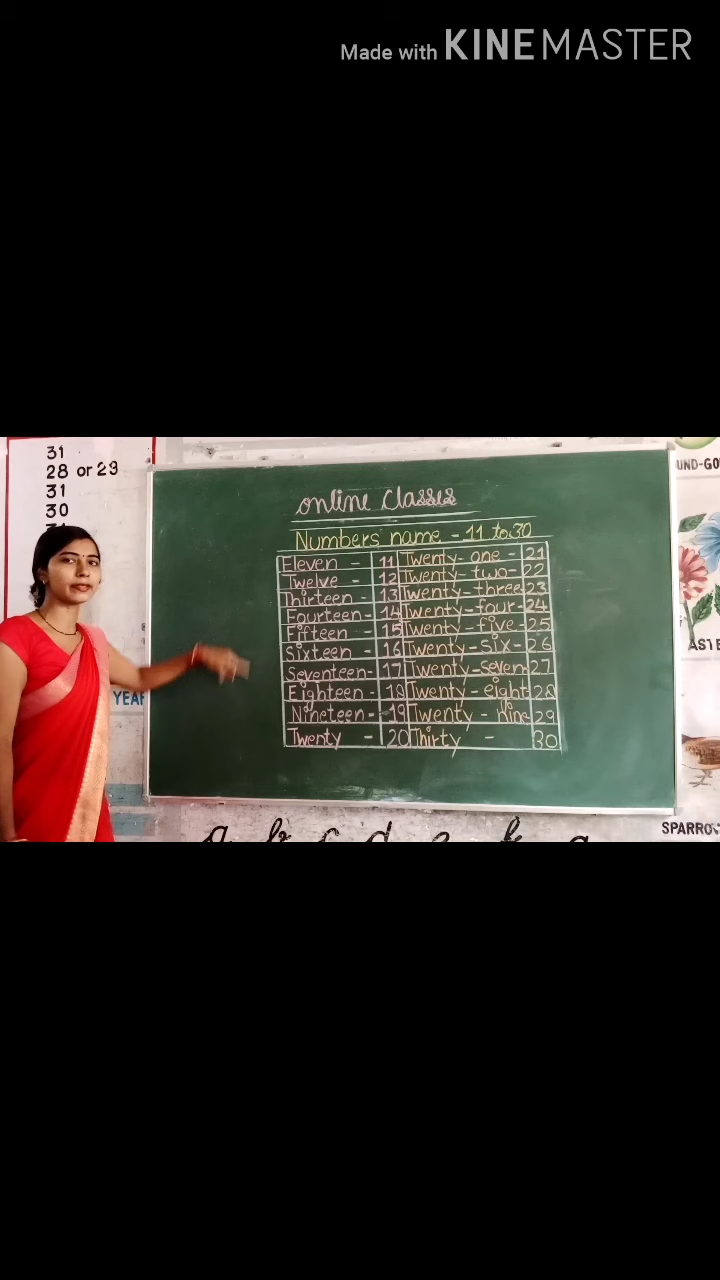 Made with KINEMASTER
31
28 or 29
31
30
YEAR
online Classes
Numbers name - 11 to 30
Eleven - 11 Twenty-one - 21
Twelve - 12 Twenty-two - 22
Thirteen - 13 Twenty-three 23
Fourteen - 14 Twenty-four - 24
Fifteen - 15 Twenty-five - 25
Sixteen - 16 Twenty-six - 26
Seventeen - 17 Twenty-seven 27
Eighteen - 18 Twenty-eight 28
Nineteen - 19 Twenty-nine 29
Twenty - 20 Thirty - 30
UND-GO
SPARROW
a b c d e f g